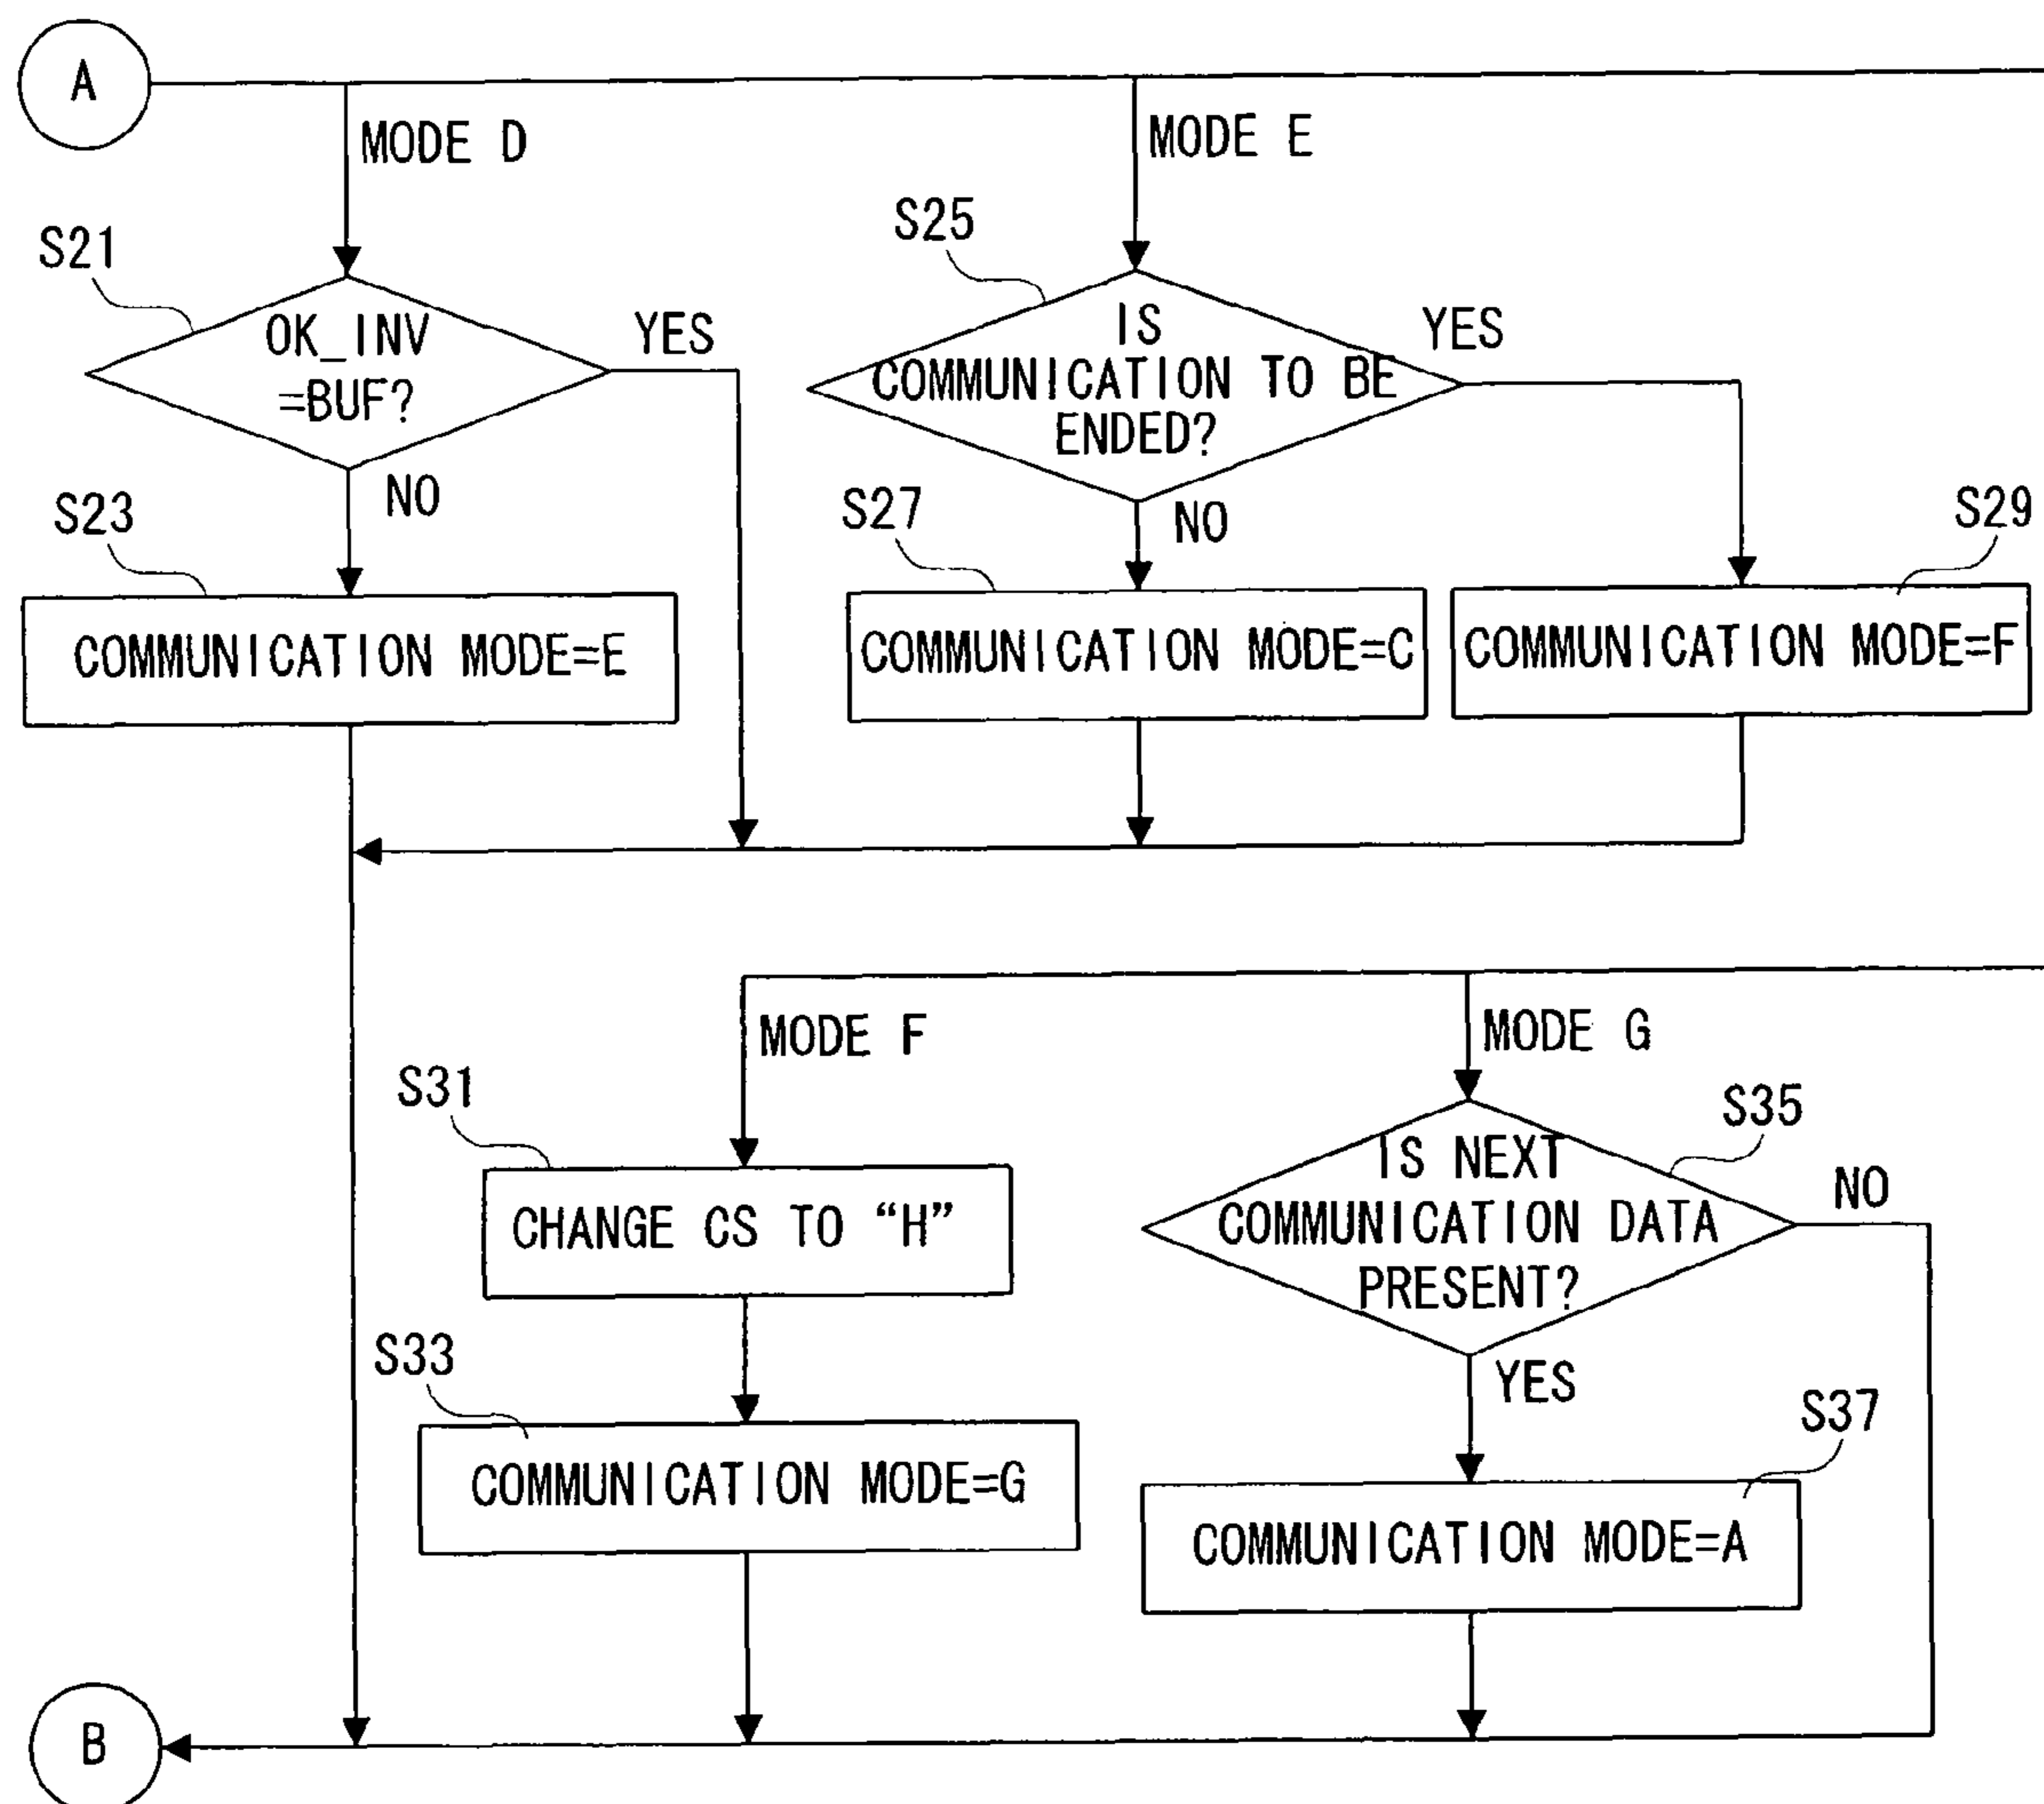 A
MODE D
MODE E
S21
S25
OK_INV
=BUF?
YES
IS
COMMUNICATION TO BE
ENDED?
YES
NO
NO
S23
S27
S29
COMMUNICATION MODE=E
COMMUNICATION MODE=C
COMMUNICATION MODE=F
MODE F
MODE G
S31
S35
CHANGE CS TO “H”
IS NEXT
COMMUNICATION DATA
PRESENT?
NO
YES
S33
S37
COMMUNICATION MODE=G
COMMUNICATION MODE=A
B